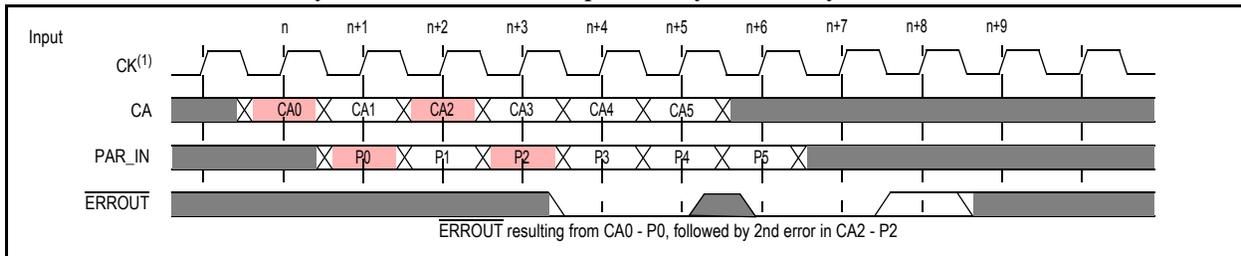 n n+1 n+2 n+3 n+4 n+5 n+6 n+7 n+8 n+9
Input
CK(1)
CA CA0 CA1 CA2 CA3 CA4 CA5
PAR_IN P0 P1 P2 P3 P4 P5
ERROUT
ERROUT resulting from CA0 - P0, followed by 2nd error in CA2 - P2